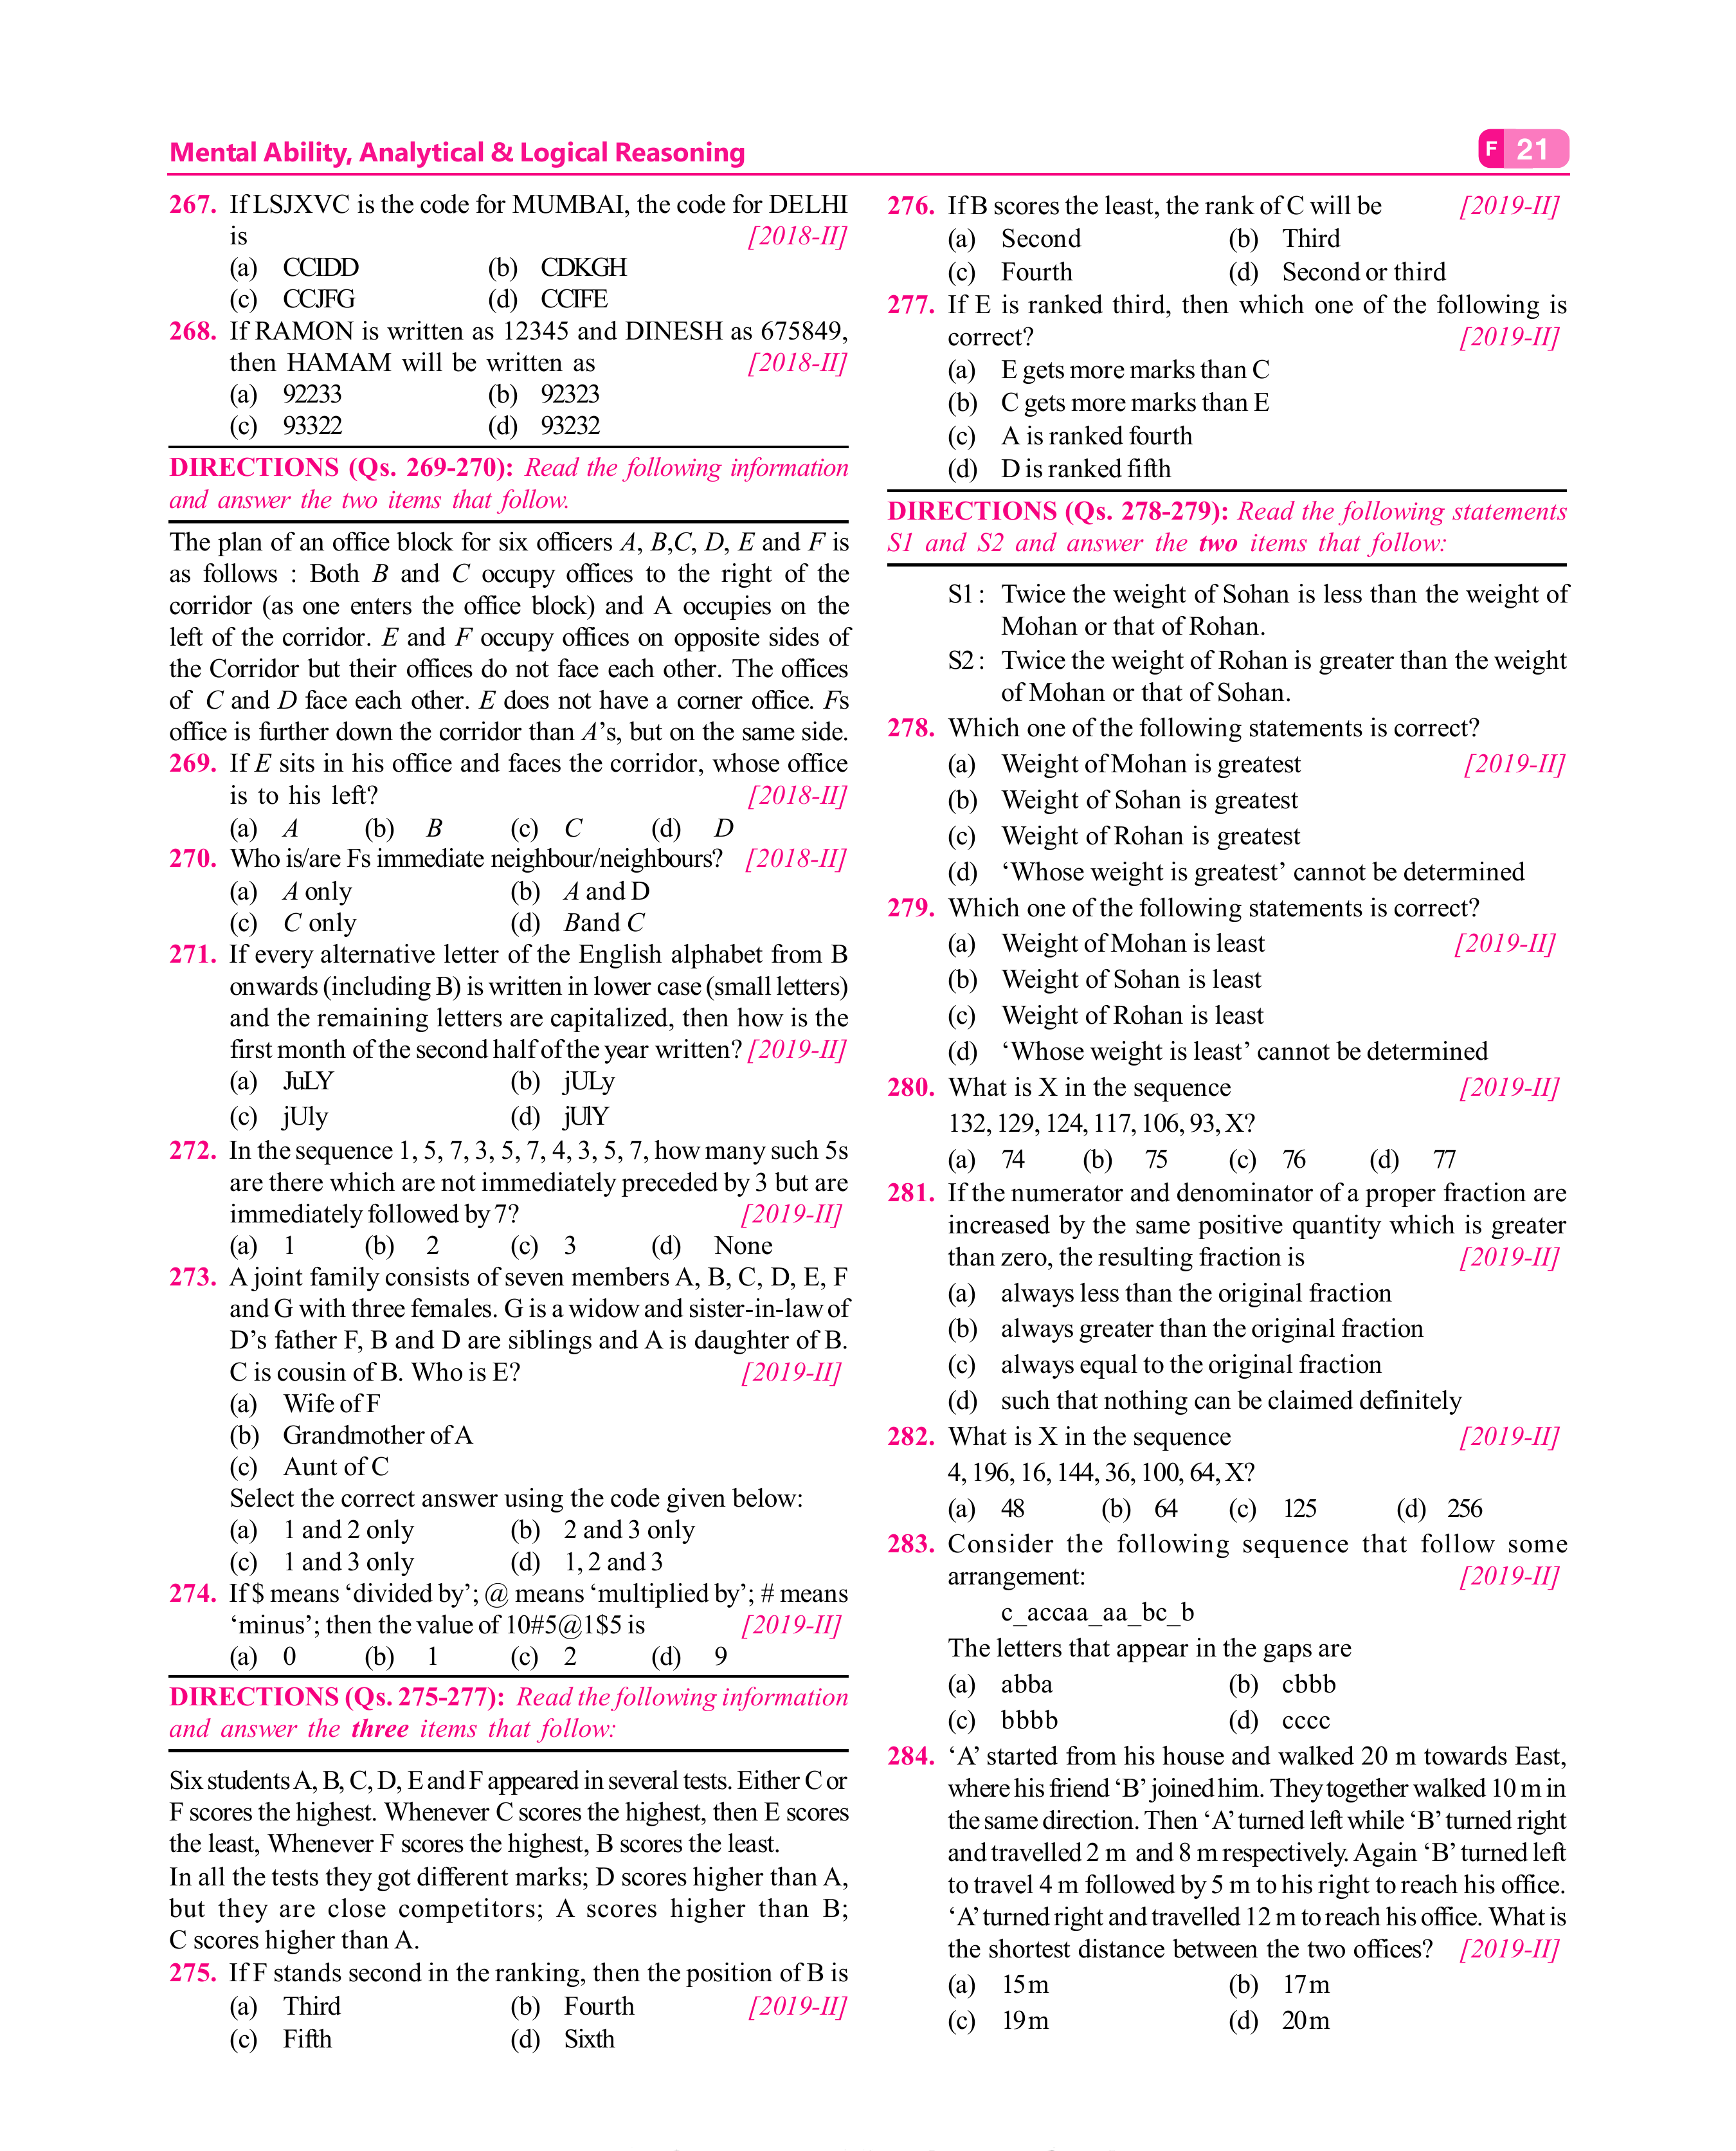 Mental Ability, Analytical & Logical Reasoning
F 21
267. If LSJXVC is the code for MUMBAI, the code for DELHI
is [2018-II]
(a) CCIDD (b) CDKGH
(c) CCJFG (d) CCIFE
268. If RAMON is written as 12345 and DINESH as 675849,
then HAMAM will be written as [2018-II]
(a) 92233 (b) 92323
(c) 93322 (d) 93232
DIRECTIONS (Qs. 269-270): Read the following information
and answer the two items that follow.
The plan of an office block for six officers A, B,C, D, E and F is
as follows : Both B and C occupy offices to the right of the
corridor (as one enters the office block) and A occupies on the
left of the corridor. E and F occupy offices on opposite sides of
the Corridor but their offices do not face each other. The offices
of C and D face each other. E does not have a corner office. Fs
office is further down the corridor than A's, but on the same side.
269. If E sits in his office and faces the corridor, whose office
is to his left? [2018-II]
(a) A (b) B (c) C (d) D
270. Who is/are Fs immediate neighbour/neighbours? [2018-II]
(a) A only (b) A and D
(c) C only (d) Band C
271. If every alternative letter of the English alphabet from B
onwards (including B) is written in lower case (small letters)
and the remaining letters are capitalized, then how is the
first month of the second half of the year written? [2019-II]
(a) JuLY (b) jULy
(c) jUly (d) jUlY
272. In the sequence 1, 5, 7, 3, 5, 7, 4, 3, 5, 7, how many such 5s
are there which are not immediately preceded by 3 but are
immediately followed by 7? [2019-II]
(a) 1 (b) 2 (c) 3 (d) None
273. A joint family consists of seven members A, B, C, D, E, F
and G with three females. G is a widow and sister-in-law of
D's father F, B and D are siblings and A is daughter of B.
C is cousin of B. Who is E? [2019-II]
(a) Wife of F
(b) Grandmother of A
(c) Aunt of C
Select the correct answer using the code given below:
(a) 1 and 2 only (b) 2 and 3 only
(c) 1 and 3 only (d) 1, 2 and 3
274. If $ means 'divided by'; @ means 'multiplied by'; # means
'minus'; then the value of 10#5@1$5 is [2019-II]
(a) 0 (b) 1 (c) 2 (d) 9
DIRECTIONS (Qs. 275-277): Read the following information
and answer the three items that follow:
Six students A, B, C, D, E and F appeared in several tests. Either C or
F scores the highest. Whenever C scores the highest, then E scores
the least, Whenever F scores the highest, B scores the least.
In all the tests they got different marks; D scores higher than A,
but they are close competitors; A scores higher than B;
C scores higher than A.
275. If F stands second in the ranking, then the position of B is
(a) Third (b) Fourth [2019-II]
(c) Fifth (d) Sixth
276. If B scores the least, the rank of C will be [2019-II]
(a) Second (b) Third
(c) Fourth (d) Second or third
277. If E is ranked third, then which one of the following is
correct? [2019-II]
(a) E gets more marks than C
(b) C gets more marks than E
(c) A is ranked fourth
(d) D is ranked fifth
DIRECTIONS (Qs. 278-279): Read the following statements
S1 and S2 and answer the two items that follow:
S1 : Twice the weight of Sohan is less than the weight of
Mohan or that of Rohan.
S2 : Twice the weight of Rohan is greater than the weight
of Mohan or that of Sohan.
278. Which one of the following statements is correct?
(a) Weight of Mohan is greatest [2019-II]
(b) Weight of Sohan is greatest
(c) Weight of Rohan is greatest
(d) 'Whose weight is greatest' cannot be determined
279. Which one of the following statements is correct?
(a) Weight of Mohan is least [2019-II]
(b) Weight of Sohan is least
(c) Weight of Rohan is least
(d) 'Whose weight is least' cannot be determined
280. What is X in the sequence [2019-II]
132, 129, 124, 117, 106, 93, X?
(a) 74 (b) 75 (c) 76 (d) 77
281. If the numerator and denominator of a proper fraction are
increased by the same positive quantity which is greater
than zero, the resulting fraction is [2019-II]
(a) always less than the original fraction
(b) always greater than the original fraction
(c) always equal to the original fraction
(d) such that nothing can be claimed definitely
282. What is X in the sequence [2019-II]
4, 196, 16, 144, 36, 100, 64, X?
(a) 48 (b) 64 (c) 125 (d) 256
283. Consider the following sequence that follow some
arrangement: [2019-II]
c_accaa_aa_bc_b
The letters that appear in the gaps are
(a) abba (b) cbbb
(c) bbbb (d) cccc
284. 'A' started from his house and walked 20 m towards East,
where his friend 'B' joined him. They together walked 10 m in
the same direction. Then 'A' turned left while 'B' turned right
and travelled 2 m and 8 m respectively. Again 'B' turned left
to travel 4 m followed by 5 m to his right to reach his office.
'A' turned right and travelled 12 m to reach his office. What is
the shortest distance between the two offices? [2019-II]
(a) 15 m (b) 17 m
(c) 19 m (d) 20 m